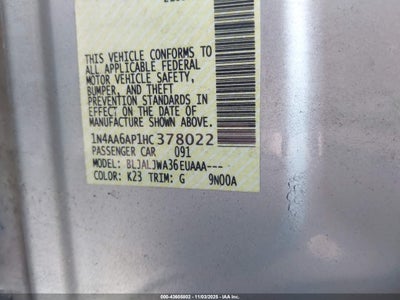 THIS VEHICLE CONFORMS TO
ALL APPLICABLE FEDERAL
MOTOR VEHICLE SAFETY,
BUMPER, AND THEFT
PREVENTION STANDARDS
IN EFFECT ON THE DATE OF
MANUFACTURE SHOWN ABOVE.
1N4AA6AP1HC378022
PASSENGER CAR 091
MODEL: BLJALJWA36EUAAA---
COLOR: K23 TRIM: G 9N00A
000-43605002 - 11/03/2025 - IAA Inc.